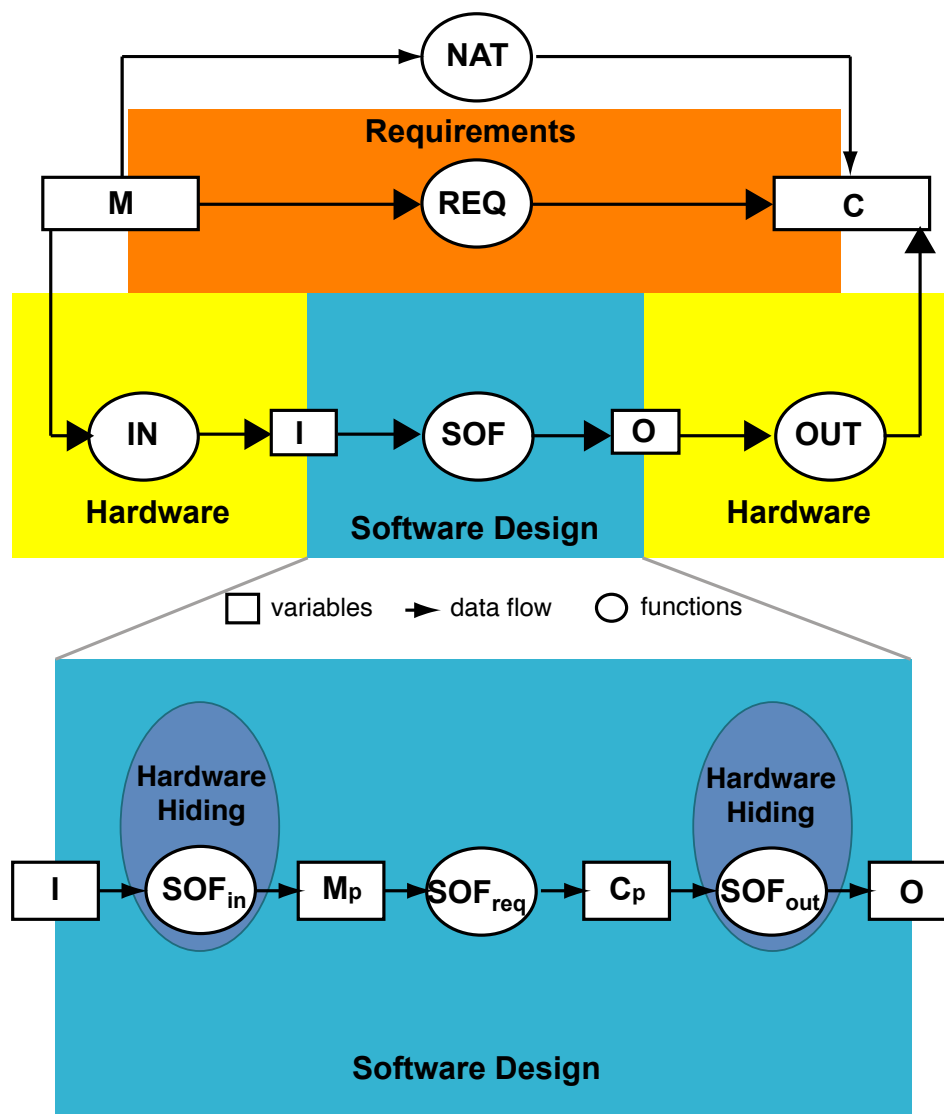 NAT
Requirements
M
REQ
C
IN
I
SOF
O
OUT
Hardware
Software Design
Hardware
variables
data flow
functions
Hardware
Hiding
Hardware
Hiding
I
SOFin
Mp
SOFreq
Cp
SOFout
O
Software Design